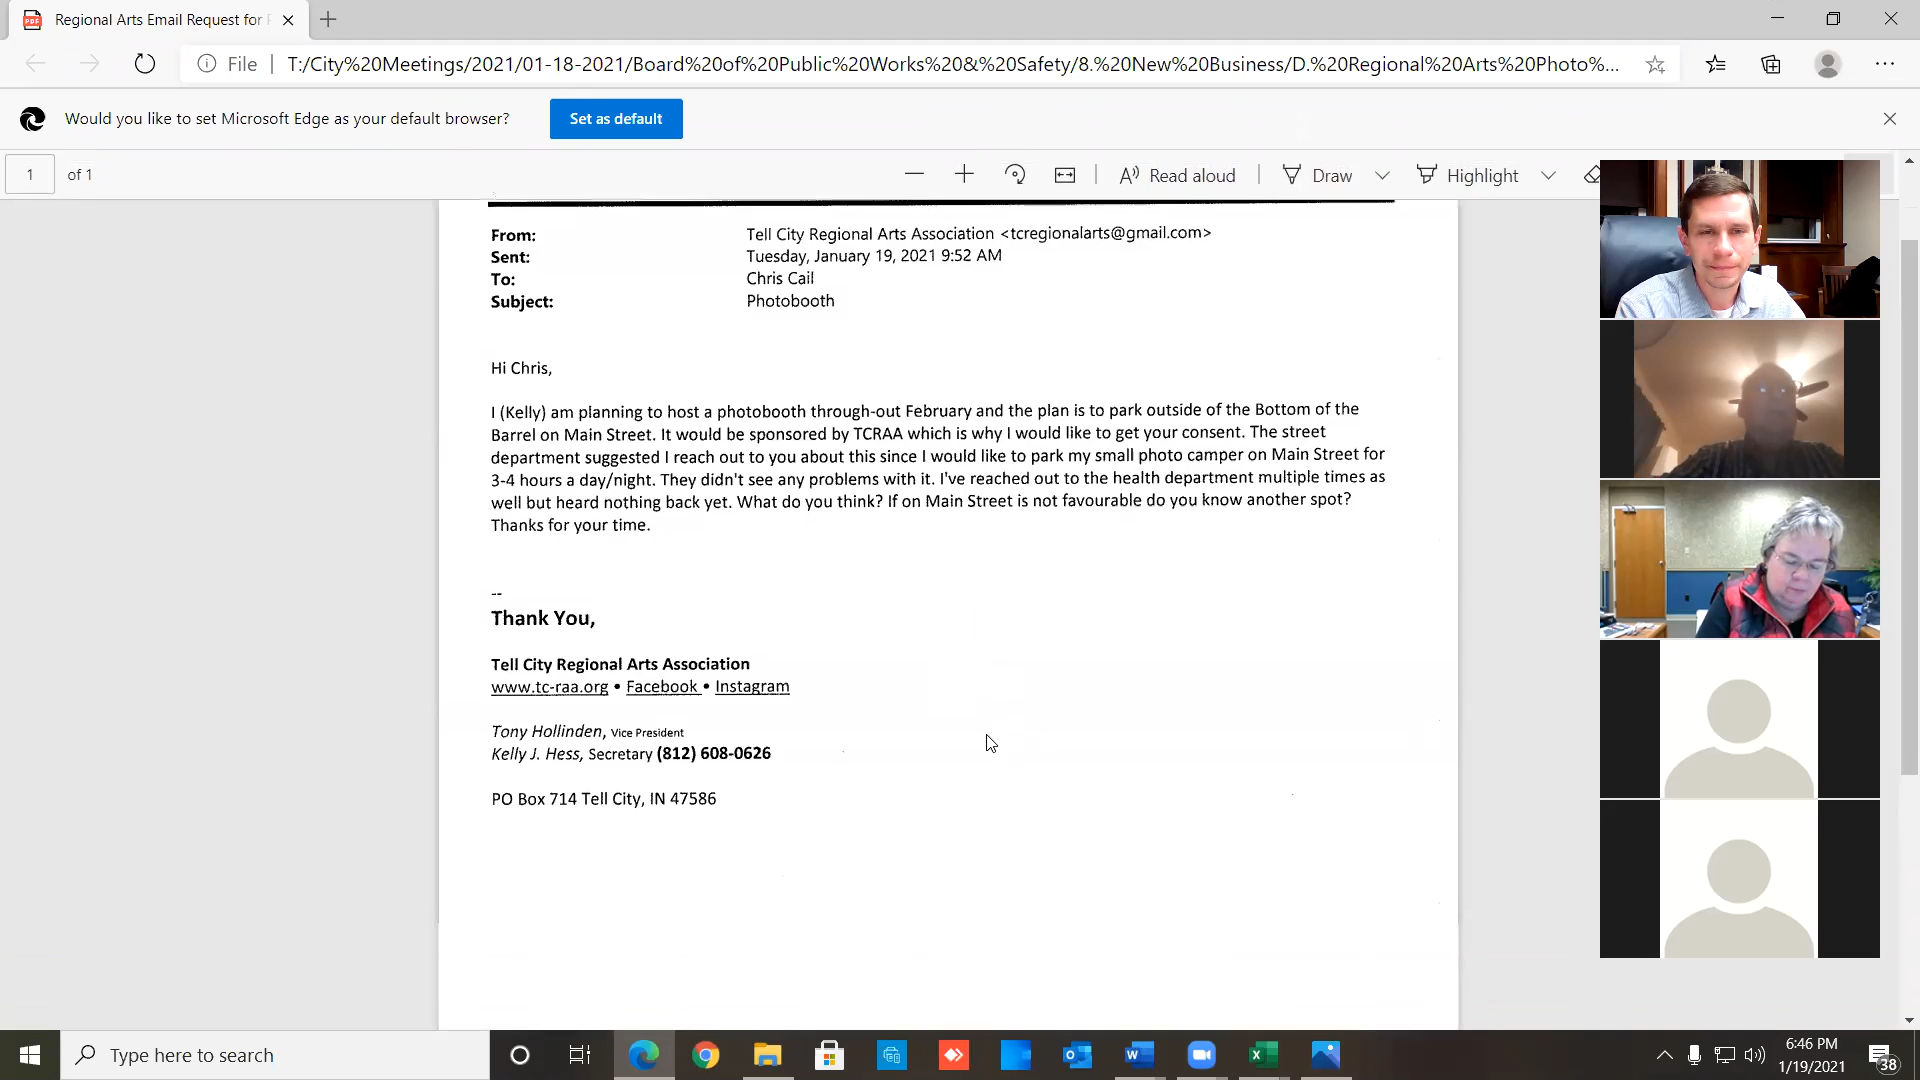 Regional Arts Email Request for
File
T:/City%20Meetings/2021/01-18-2021/Board%20of%20Public%20Works%20&%20Safety/8.%20New%20Business/D.%20Regional%20Arts%20Photo%...
Would you like to set Microsoft Edge as your default browser?
Set as default
1 of 1
Read aloud
Draw
Highlight
From: Tell City Regional Arts Association <tcregionalarts@gmail.com>
Sent: Tuesday, January 19, 2021 9:52 AM
To: Chris Cail
Subject: Photobooth
Hi Chris,
I (Kelly) am planning to host a photobooth through-out February and the plan is to park outside of the Bottom of the
Barrel on Main Street. It would be sponsored by TCRAA which is why I would like to get your consent. The street
department suggested I reach out to you about this since I would like to park my small photo camper on Main Street for
3-4 hours a day/night. They didn't see any problems with it. I've reached out to the health department multiple times as
well but heard nothing back yet. What do you think? If on Main Street is not favourable do you know another spot?
Thanks for your time.
--
Thank You,
Tell City Regional Arts Association
www.tc-raa.org • Facebook • Instagram
Tony Hollinden, Vice President
Kelly J. Hess, Secretary (812) 608-0626
PO Box 714 Tell City, IN 47586
Type here to search
6:46 PM
1/19/2021
38